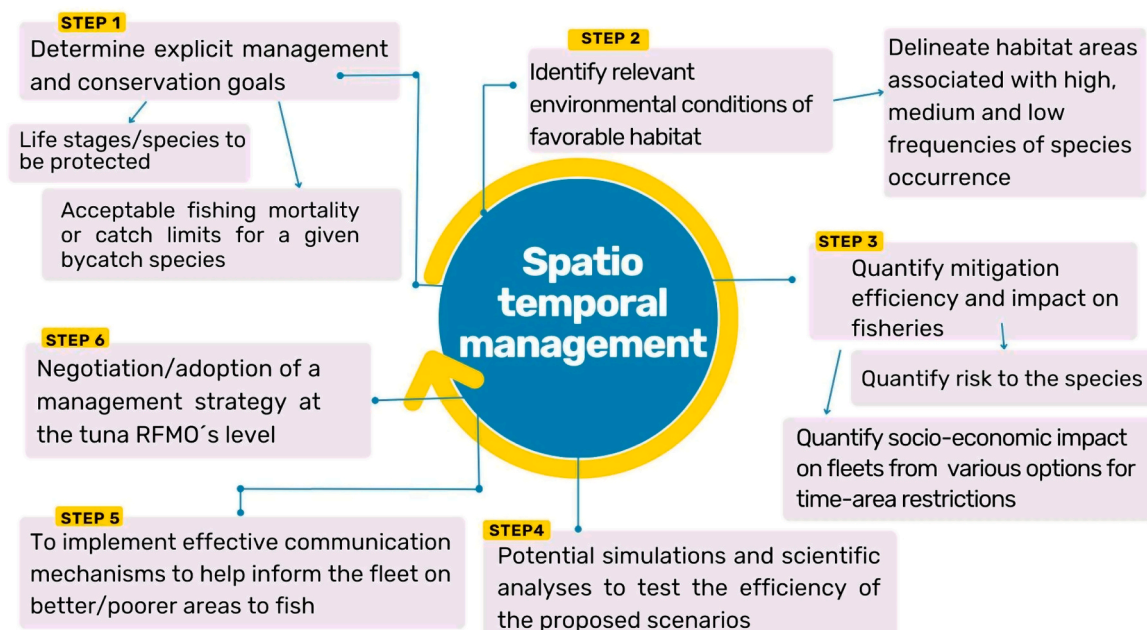 STEP 1
Determine explicit management
and conservation goals
Life stages/species to
be protected
Acceptable fishing mortality
or catch limits for a given
bycatch species
STEP 2
Identify relevant
environmental conditions of
favorable habitat
Delineate habitat areas
associated with high,
medium and low
frequencies of species
occurrence
Spatio
temporal
management
STEP 3
Quantify mitigation
efficiency and impact on
fisheries
Quantify risk to the species
Quantify socio-economic impact
on fleets from various options for
time-area restrictions
STEP4
Potential simulations and scientific
analyses to test the efficiency of
the proposed scenarios
STEP 5
To implement effective communication
mechanisms to help inform the fleet on
better/poorer areas to fish
STEP 6
Negotiation/adoption of a
management strategy at
the tuna RFMO´s level